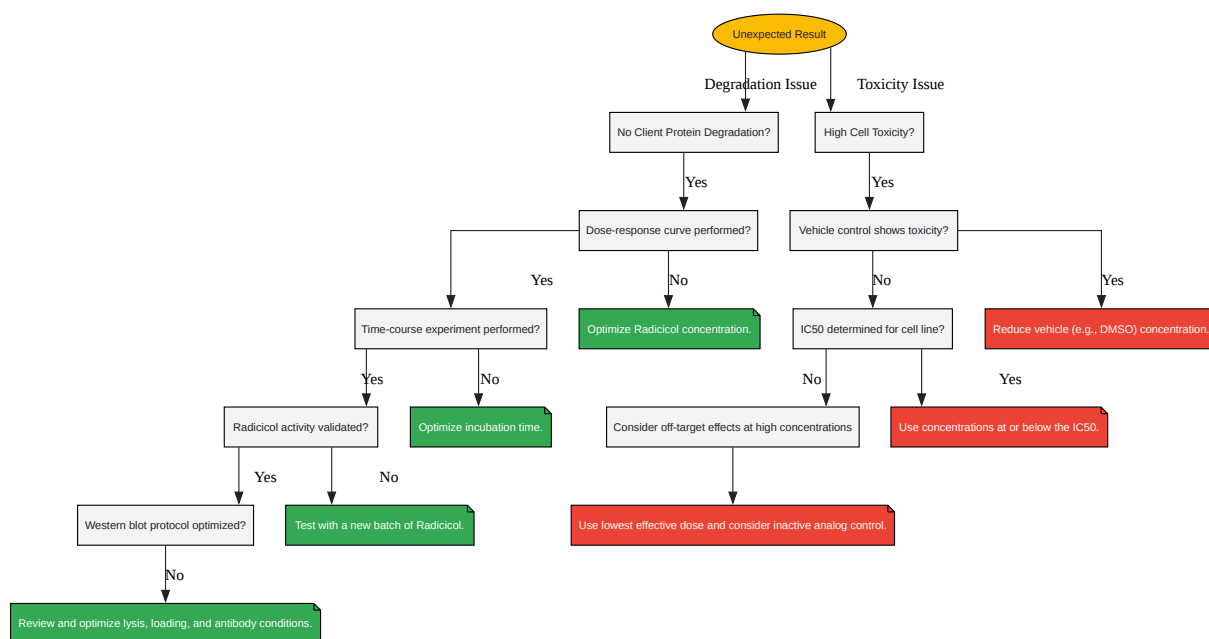 Unexpected Result
Degradation Issue
Toxicity Issue
No Client Protein Degradation?
High Cell Toxicity?
Yes
Yes
Dose-response curve performed?
Vehicle control shows toxicity?
Yes
No
No
Yes
Time-course experiment performed?
Optimize Radicicol concentration.
IC50 determined for cell line?
Reduce vehicle (e.g., DMSO) concentration.
Yes
No
No
Yes
Radicicol activity validated?
Optimize incubation time.
Consider off-target effects at high concentrations
Use concentrations at or below the IC50.
Yes
No
Western blot protocol optimized?
Test with a new batch of Radicicol.
Use lowest effective dose and consider inactive analog control.
No
Review and optimize lysis, loading, and antibody conditions.